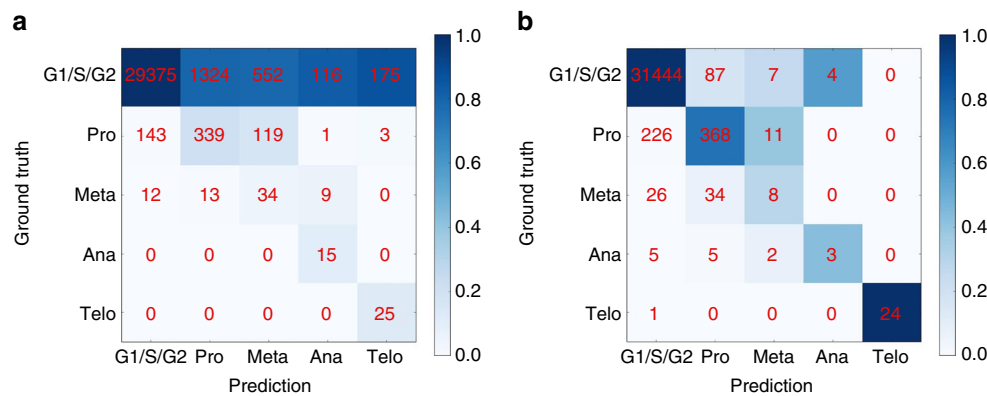 a
G1/S/G2 29375 1324 552 116 175
Pro 143 339 119 1 3
Meta 12 13 34 9 0
Ana 0 0 0 15 0
Telo 0 0 0 0 25
G1/S/G2 Pro Meta Ana Telo
Prediction
Ground truth
1.0
0.8
0.6
0.4
0.2
0.0
b
G1/S/G2 31444 87 7 4 0
Pro 226 368 11 0 0
Meta 26 34 8 0 0
Ana 5 5 2 3 0
Telo 1 0 0 0 24
G1/S/G2 Pro Meta Ana Telo
Prediction
Ground truth
1.0
0.8
0.6
0.4
0.2
0.0